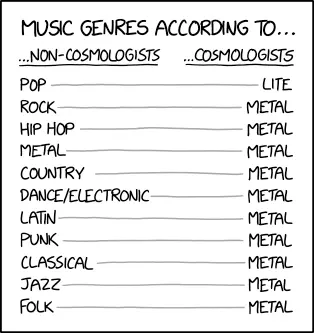 MUSIC GENRES ACCORDING TO...
...NON-COSMOLOGISTS ...COSMOLOGISTS
POP LITE
ROCK METAL
HIP HOP METAL
METAL METAL
COUNTRY METAL
DANCE/ELECTRONIC METAL
LATIN METAL
PUNK METAL
CLASSICAL METAL
JAZZ METAL
FOLK METAL